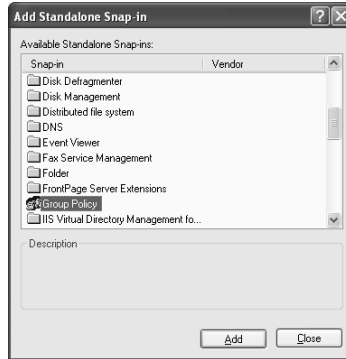 Add Standalone Snap-in
Available Standalone Snap-ins:
Snap-in Vendor
Disk Defragmenter
Disk Management
Distributed file system
DNS
Event Viewer
Fax Service Management
Folder
FrontPage Server Extensions
Group Policy
IIS Virtual Directory Management fo...
Description
Add Close